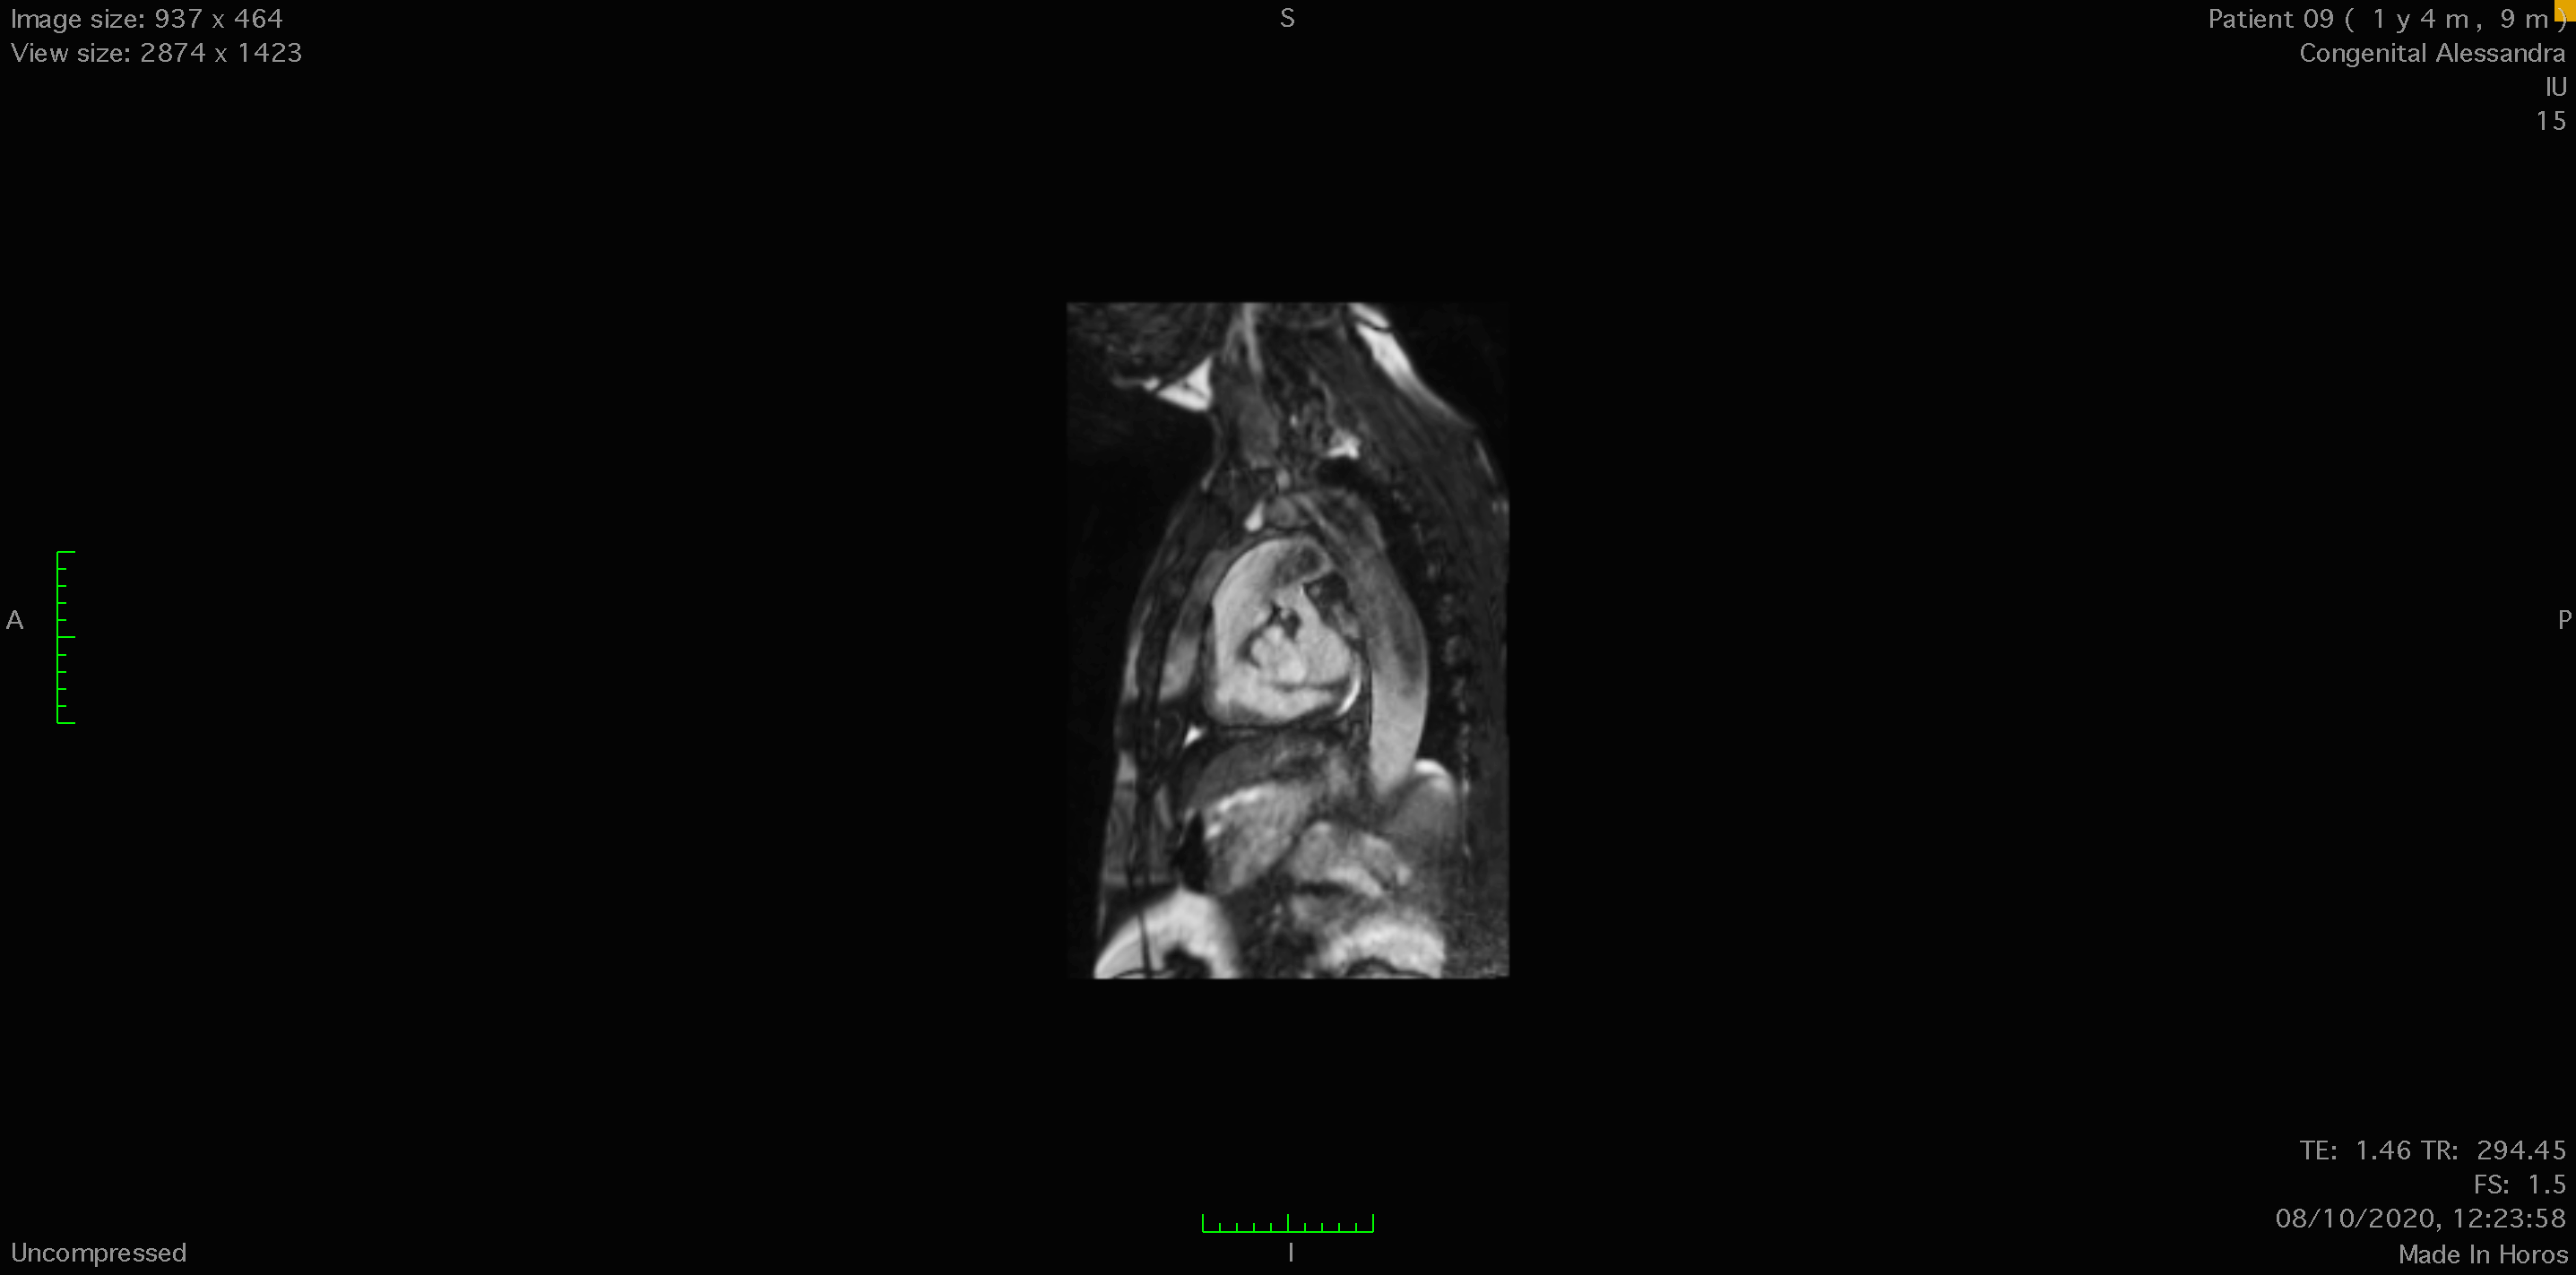 Image size: 937 x 464
View size: 2874 x 1423
S
Patient 09 ( 1 y 4 m , 9 m )
Congenital Alessandra
IU
15
A
P
TE: 1.46 TR: 294.45
FS: 1.5
08/10/2020, 12:23:58
Made In Horos
Uncompressed
I